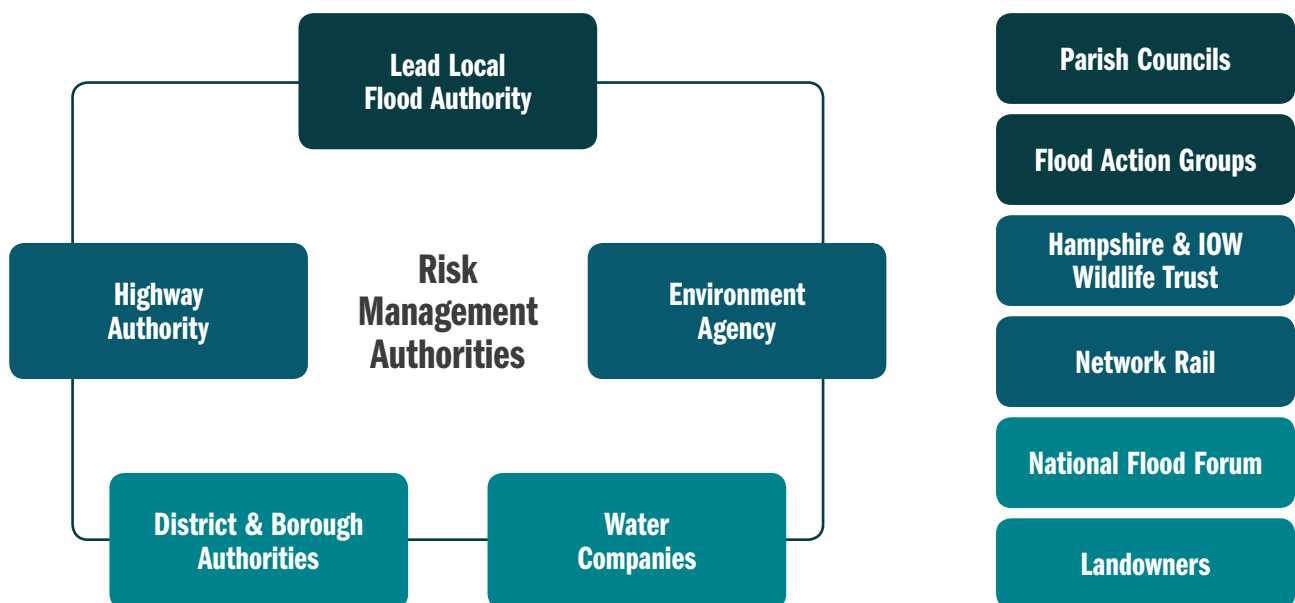 Lead Local
Flood Authority
Highway
Authority
Risk
Management
Authorities
Environment
Agency
District & Borough
Authorities
Water
Companies
Parish Councils
Flood Action Groups
Hampshire & IOW
Wildlife Trust
Network Rail
National Flood Forum
Landowners